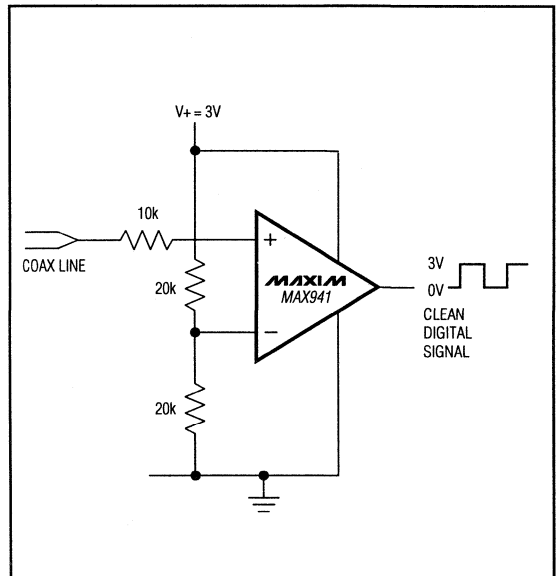 V+ = 3V
10k
+
COAX LINE
20k
MAXIM
MAX941
−
3V
0V
CLEAN
DIGITAL
SIGNAL
20k